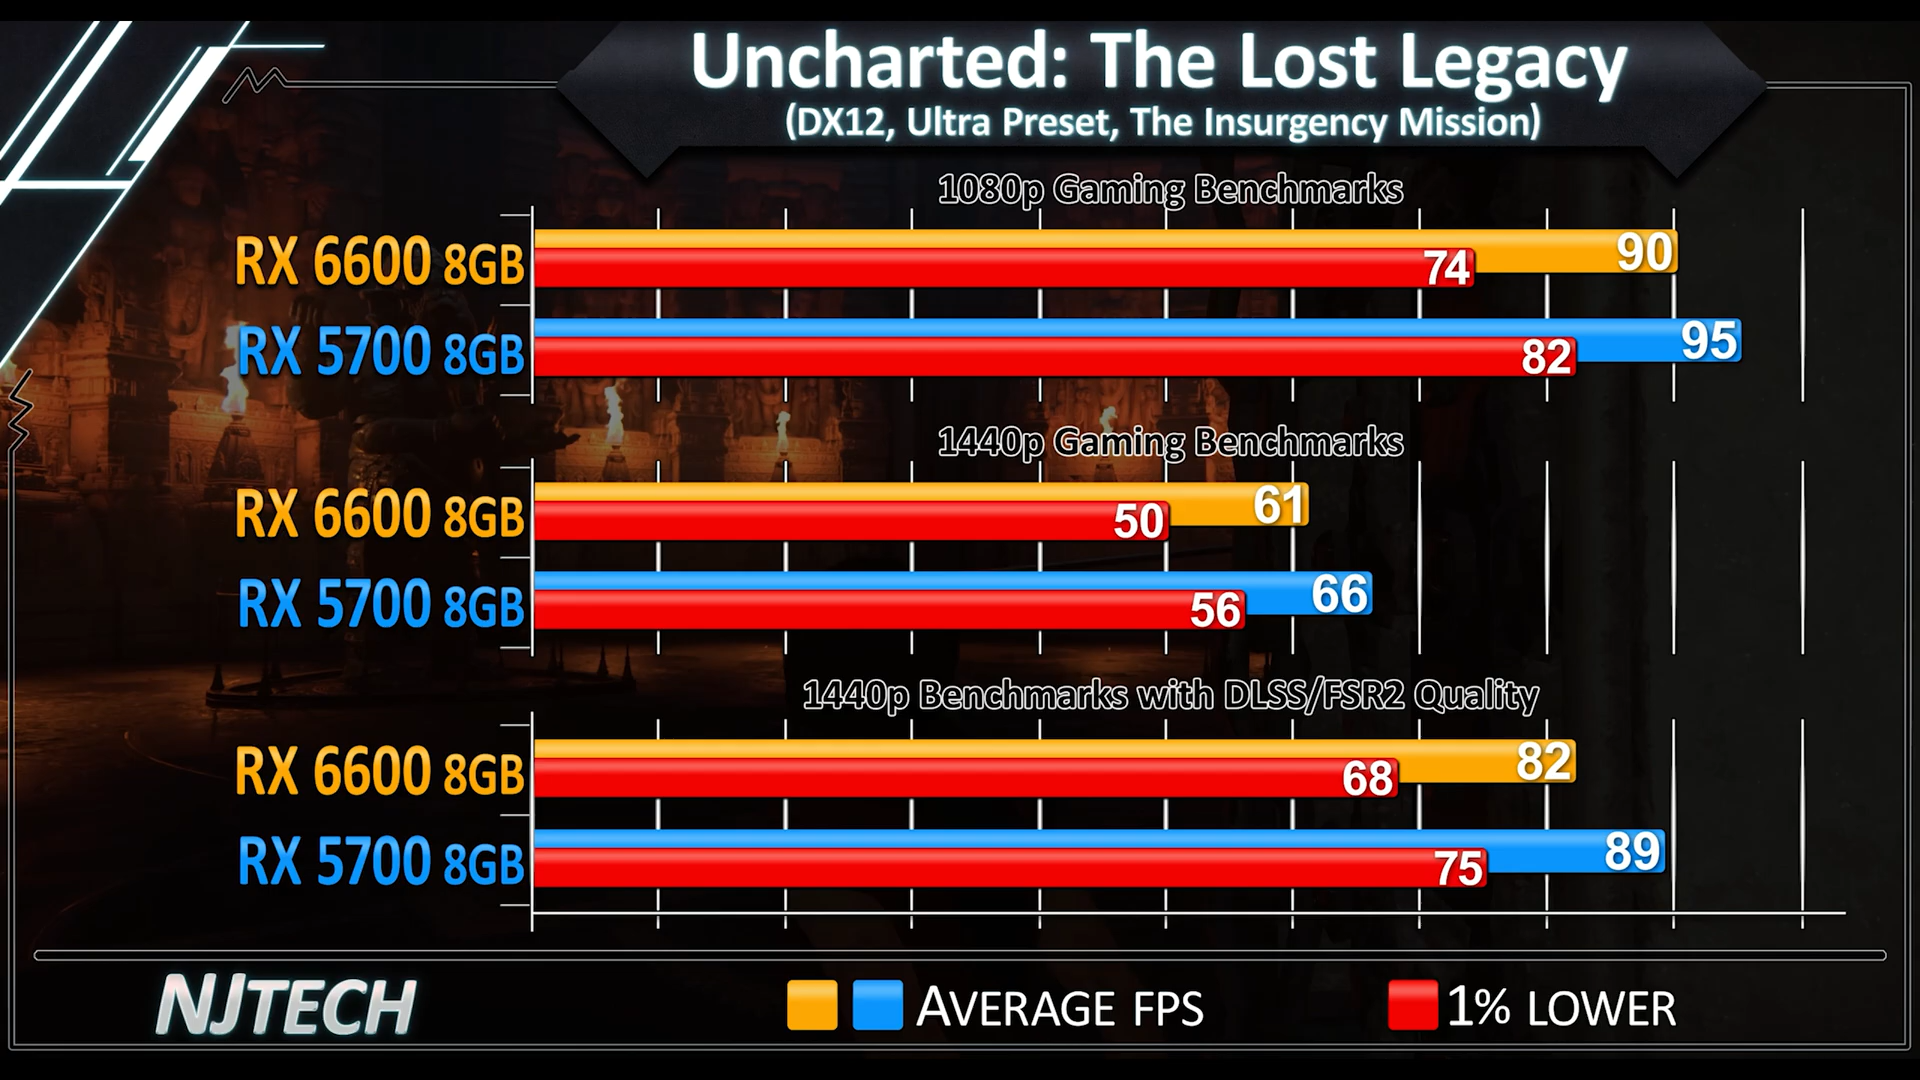 Uncharted: The Lost Legacy
(DX12, Ultra Preset, The Insurgency Mission)
1080p Gaming Benchmarks
RX 6600 8GB 74 90
RX 5700 8GB 82 95
1440p Gaming Benchmarks
RX 6600 8GB 50 61
RX 5700 8GB 56 66
1440p Benchmarks with DLSS/FSR2 Quality
RX 6600 8GB 68 82
RX 5700 8GB 75 89
NJTECH AVERAGE FPS 1% LOWER